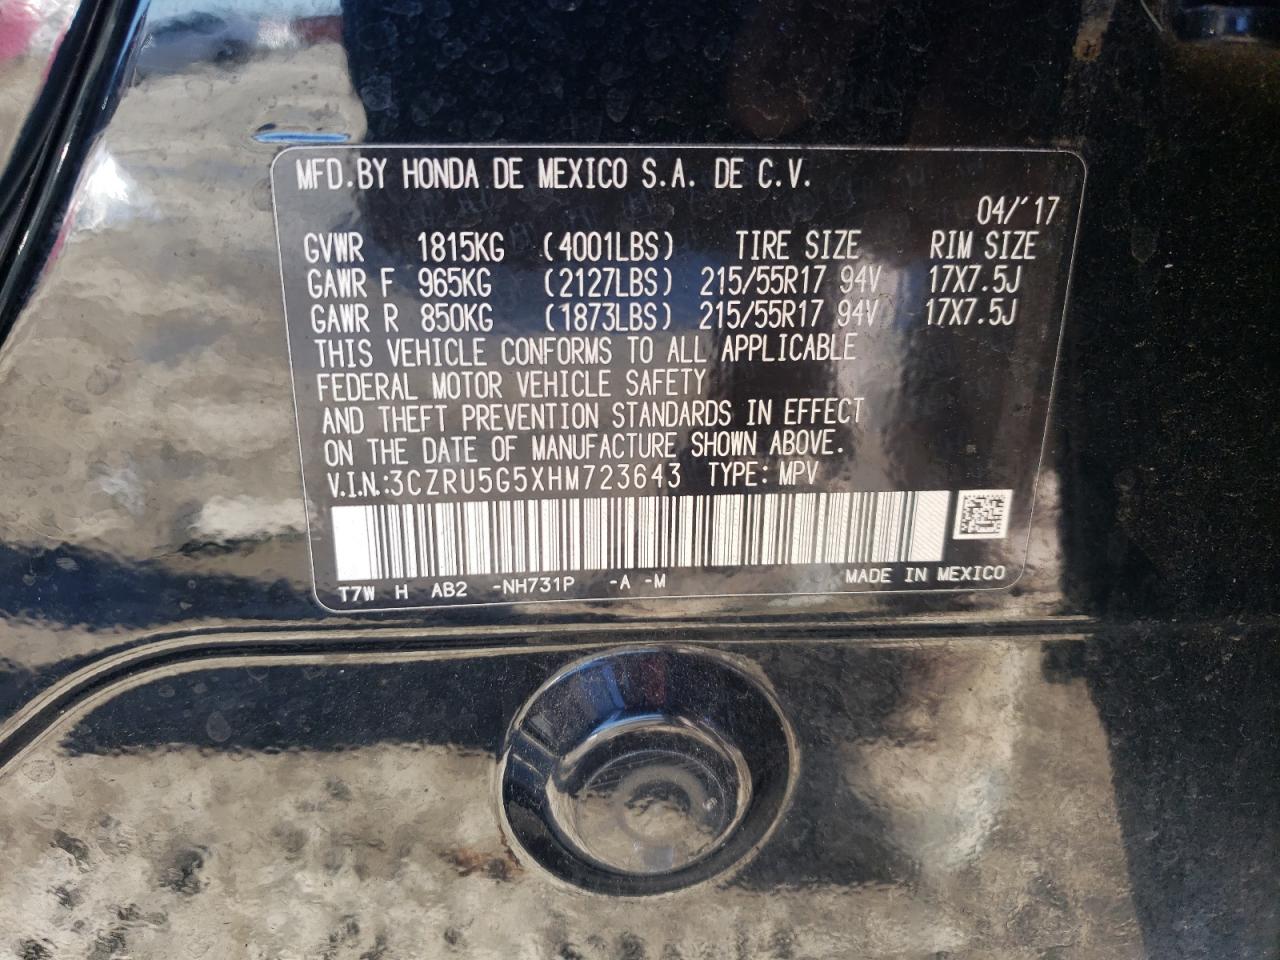 MFD.BY HONDA DE MEXICO S.A. DE C.V.
04/'17
GVWR 1815KG (4001LBS) TIRE SIZE RIM SIZE
GAWR F 965KG (2127LBS) 215/55R17 94V 17X7.5J
GAWR R 850KG (1873LBS) 215/55R17 94V 17X7.5J
THIS VEHICLE CONFORMS TO ALL APPLICABLE
FEDERAL MOTOR VEHICLE SAFETY
AND THEFT PREVENTION STANDARDS IN EFFECT
ON THE DATE OF MANUFACTURE SHOWN ABOVE.
V.I.N.:3CZRU5G5XHM723643 TYPE: MPV
T7W H AB2 -NH731P -A -M MADE IN MEXICO